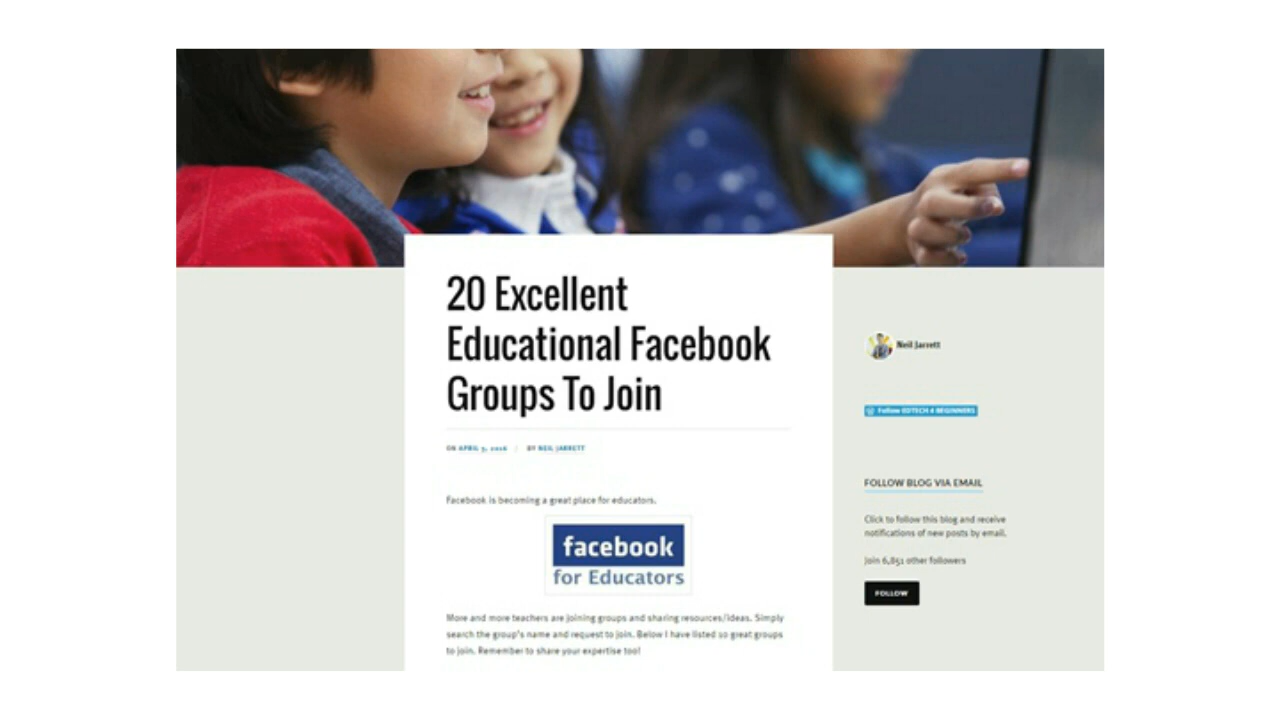 20 Excellent
Educational Facebook
Groups To Join
ON APRIL 3, 2016 / BY NEIL JARRETT
Facebook is becoming a great place for educators.
facebook
for Educators
More and more teachers are joining groups and sharing resources/ideas. Simply
search the group's name and request to join. Below I have listed 20 great groups
to join. Remember to share your expertise too!
Neil Jarrett
Follow EDTECH 4 BEGINNERS
FOLLOW BLOG VIA EMAIL
Click to follow this blog and receive
notifications of new posts by email.
Join 6,851 other followers
FOLLOW